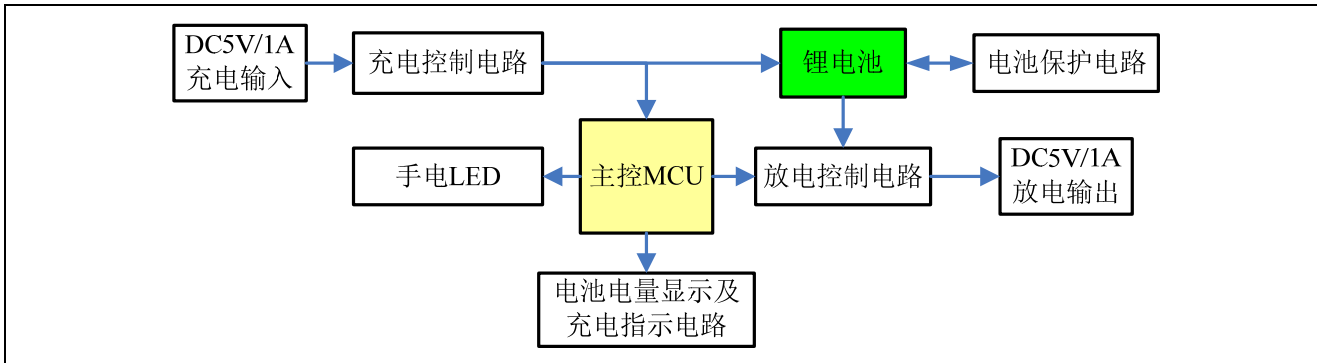 DC5V/1A
充电输入
充电控制电路
锂电池
电池保护电路
手电LED
主控MCU
放电控制电路
DC5V/1A
放电输出
电池电量显示及
充电指示电路